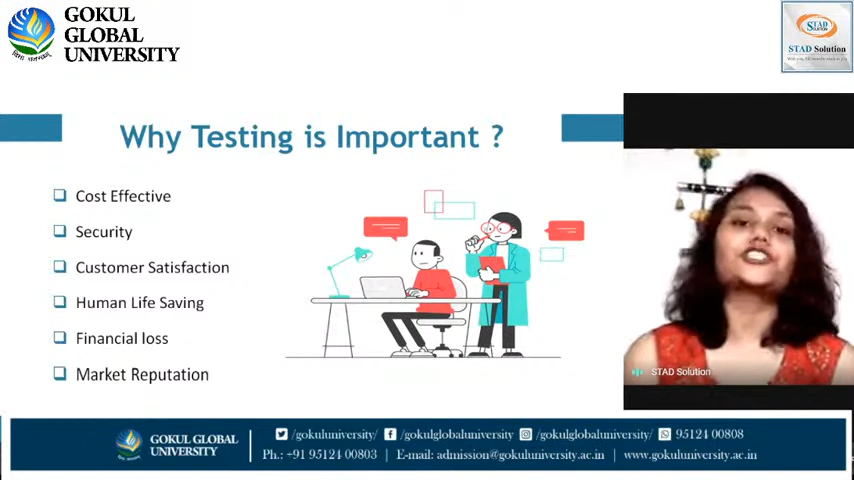 GOKUL
GLOBAL
UNIVERSITY
STAD
SOLUTION
STAD Solution
Why Testing is Important ?
Cost Effective
Security
Customer Satisfaction
Human Life Saving
Financial loss
Market Reputation
STAD Solution
GOKUL GLOBAL
UNIVERSITY
/gokuluniversity/ /gokulglobaluniversity /gokulglobaluniversity/ 95124 00808
Ph.: +91 95124 00803 | E-mail: admission@gokuluniversity.ac.in | www.gokuluniversity.ac.in